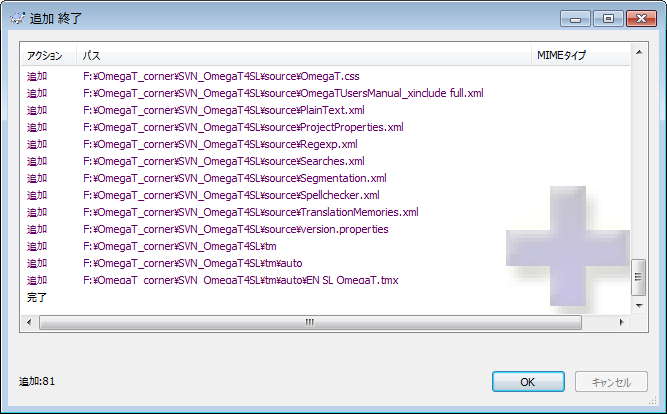 追加 終了
アクション パス MIMEタイプ
追加 F:¥OmegaT_corner¥SVN_OmegaT4SL¥source¥OmegaT.css
追加 F:¥OmegaT_corner¥SVN_OmegaT4SL¥source¥OmegaTUsersManual_xinclude full.xml
追加 F:¥OmegaT_corner¥SVN_OmegaT4SL¥source¥PlainText.xml
追加 F:¥OmegaT_corner¥SVN_OmegaT4SL¥source¥ProjectProperties.xml
追加 F:¥OmegaT_corner¥SVN_OmegaT4SL¥source¥Regexp.xml
追加 F:¥OmegaT_corner¥SVN_OmegaT4SL¥source¥Searches.xml
追加 F:¥OmegaT_corner¥SVN_OmegaT4SL¥source¥Segmentation.xml
追加 F:¥OmegaT_corner¥SVN_OmegaT4SL¥source¥Spellchecker.xml
追加 F:¥OmegaT_corner¥SVN_OmegaT4SL¥source¥TranslationMemories.xml
追加 F:¥OmegaT_corner¥SVN_OmegaT4SL¥source¥version.properties
追加 F:¥OmegaT_corner¥SVN_OmegaT4SL¥tm
追加 F:¥OmegaT_corner¥SVN_OmegaT4SL¥tm¥auto
追加 F:¥OmegaT_corner¥SVN_OmegaT4SL¥tm¥auto¥EN_SL_OmegaT.tmx
完了
追加:81 OK キャンセル